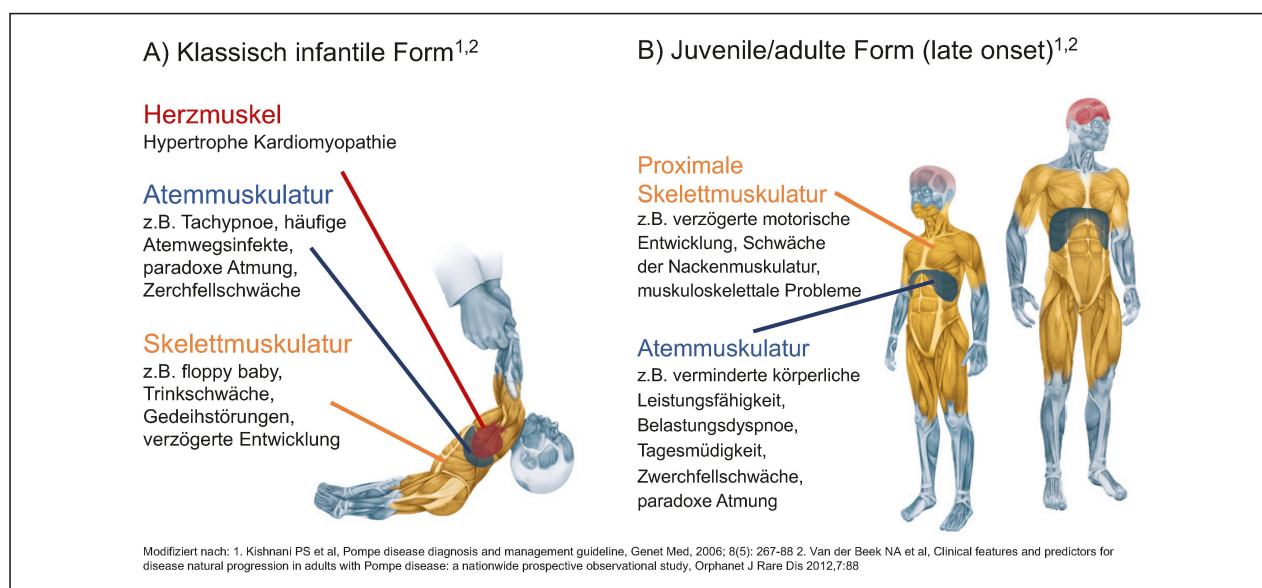 A) Klassisch infantile Form1,2
Herzmuskel
Hypertrophe Kardiomyopathie
Atemmuskulatur
z.B. Tachypnoe, häufige
Atemwegsinfekte,
paradoxe Atmung,
Zerchfellschwäche
Skelettmuskulatur
z.B. floppy baby,
Trinkschwäche,
Gedeihstörungen,
verzögerte Entwicklung
B) Juvenile/adulte Form (late onset)1,2
Proximale
Skelettmuskulatur
z.B. verzögerte motorische
Entwicklung, Schwäche
der Nackenmuskulatur,
muskuloskelettale Probleme
Atemmuskulatur
z.B. verminderte körperliche
Leistungsfähigkeit,
Belastungsdyspnoe,
Tagesmüdigkeit,
Zwerchfellschwäche,
paradoxe Atmung
Modifiziert nach: 1. Kishnani PS et al, Pompe disease diagnosis and management guideline, Genet Med, 2006; 8(5): 267-88 2. Van der Beek NA et al, Clinical features and predictors for
disease natural progression in adults with Pompe disease: a nationwide prospective observational study, Orphanet J Rare Dis 2012,7:88